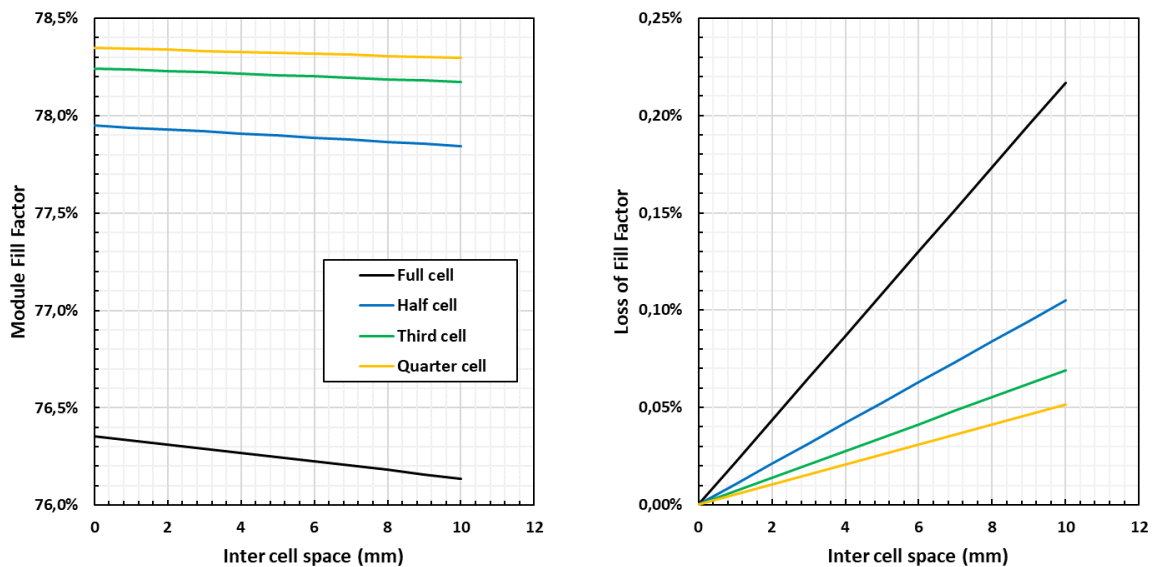 Module Fill Factor
78,5%
78,0%
77,5%
77,0%
76,5%
76,0%
0 2 4 6 8 10 12
Inter cell space (mm)
Full cell
Half cell
Third cell
Quarter cell
Loss of Fill Factor
0,25%
0,20%
0,15%
0,10%
0,05%
0,00%
0 2 4 6 8 10 12
Inter cell space (mm)